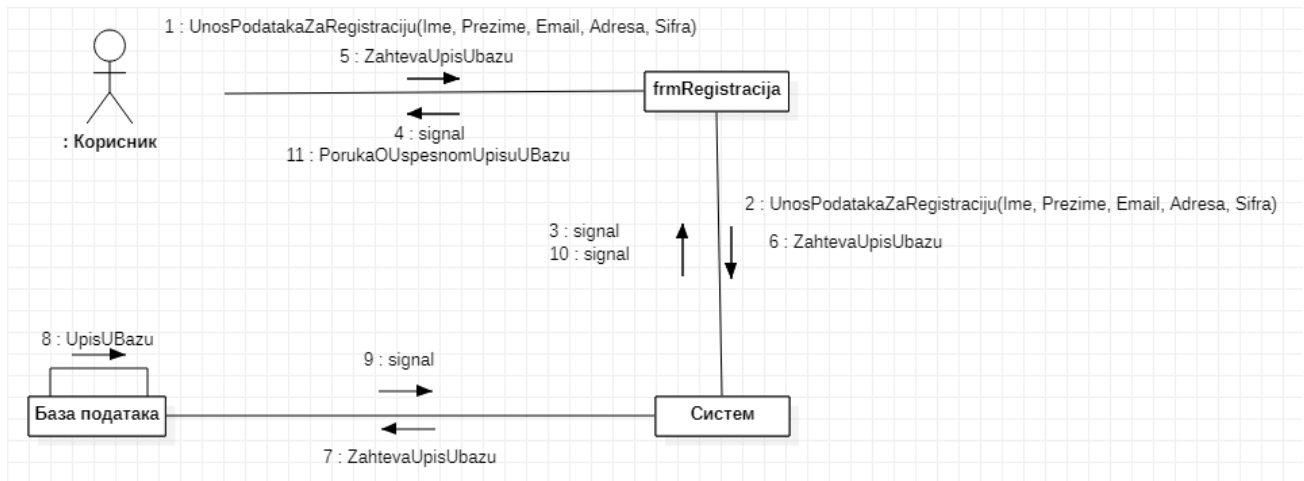 1 : UnosPodatakaZaRegistraciju(Ime, Prezime, Email, Adresa, Sifra)
5 : ZahtevaUpisUbazu
frmRegistracija
4 : signal
: Корисник
11 : PorukaOUspesnomUpisuUBazu
2 : UnosPodatakaZaRegistraciju(Ime, Prezime, Email, Adresa, Sifra)
3 : signal
6 : ZahtevaUpisUbazu
10 : signal
8 : UpisUBazu
9 : signal
База података
Систем
7 : ZahtevaUpisUbazu